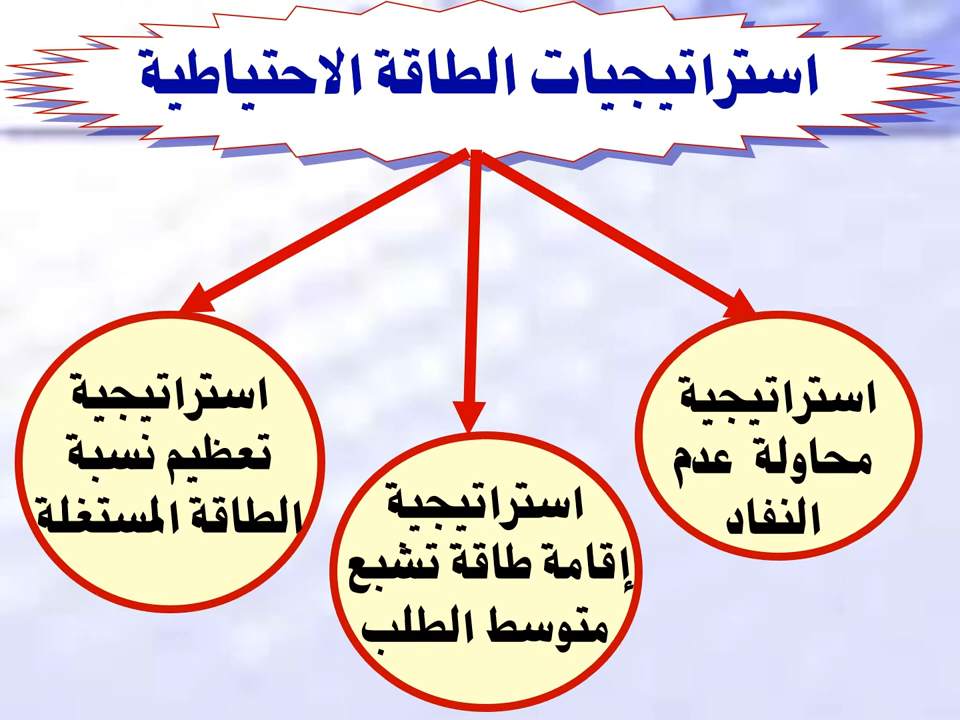 استراتيجيات الطاقة الاحتياطية
استراتيجية
محاولة عدم
النفاد
استراتيجية
إقامة طاقة تشبع
متوسط الطلب
استراتيجية
تعظيم نسبة
الطاقة المستغلة